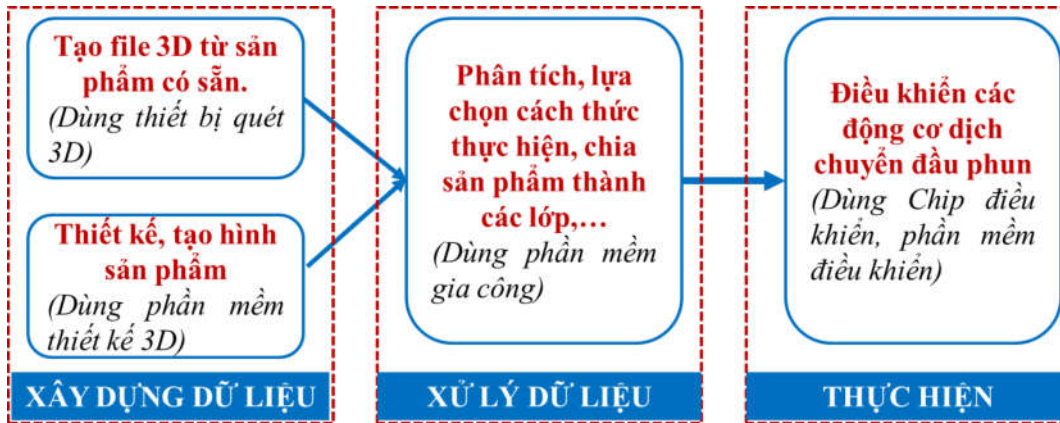 Tạo file 3D từ sản
phẩm có sẵn.
(Dùng thiết bị quét
3D)
Thiết kế, tạo hình
sản phẩm
(Dùng phần mềm
thiết kế 3D)
XÂY DỰNG DỮ LIỆU
Phân tích, lựa
chọn cách thức
thực hiện, chia
sản phẩm thành
các lớp,...
(Dùng phần mềm
gia công)
XỬ LÝ DỮ LIỆU
Điều khiển các
động cơ dịch
chuyển đầu phun
(Dùng Chip điều
khiển, phần mềm
điều khiển)
THỰC HIỆN